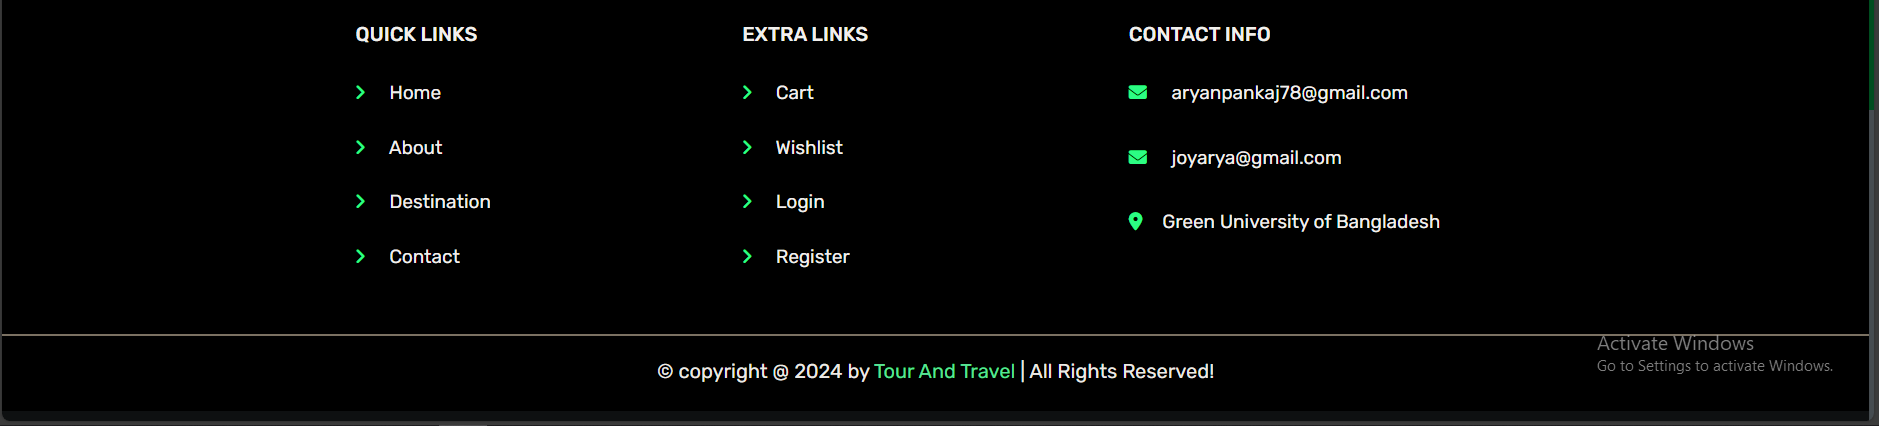 QUICK LINKS
Home
About
Destination
Contact
EXTRA LINKS
Cart
Wishlist
Login
Register
CONTACT INFO
aryanpankaj78@gmail.com
joyarya@gmail.com
Green University of Bangladesh
© copyright @ 2024 by Tour And Travel | All Rights Reserved!
Activate Windows
Go to Settings to activate Windows.